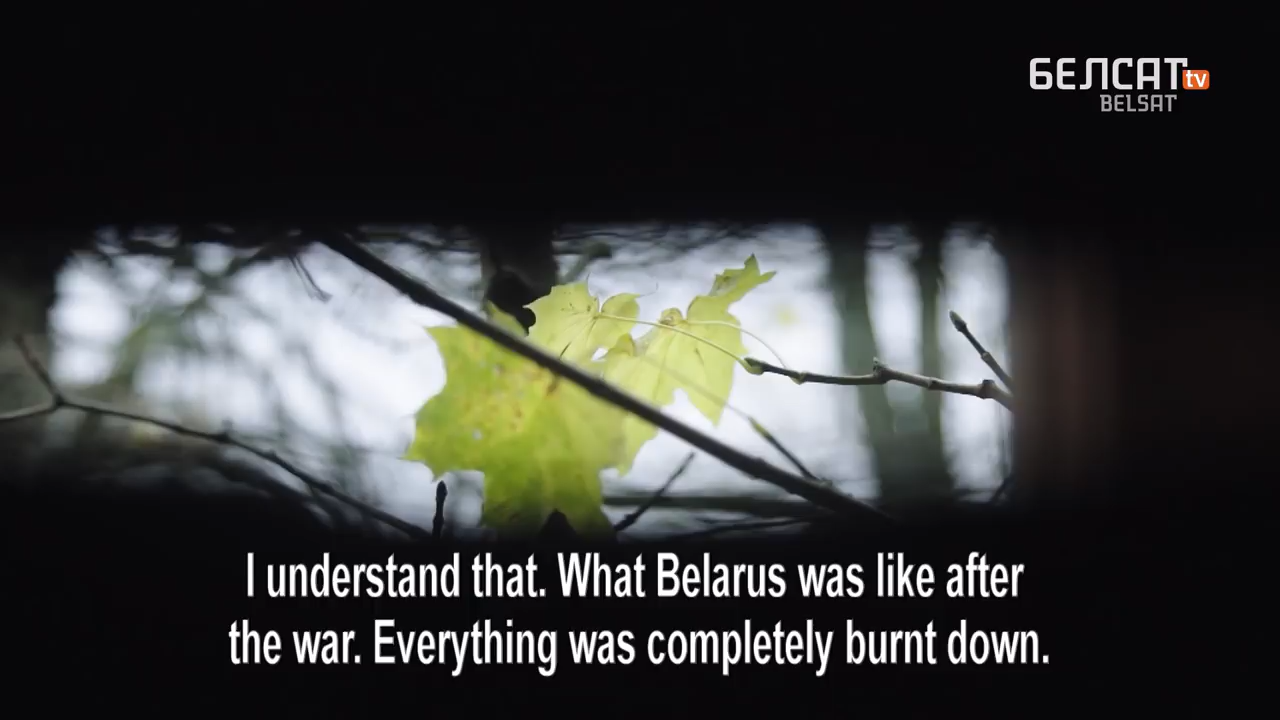 БЕЛСАТ tv
BELSAT
I understand that. What Belarus was like after
the war. Everything was completely burnt down.